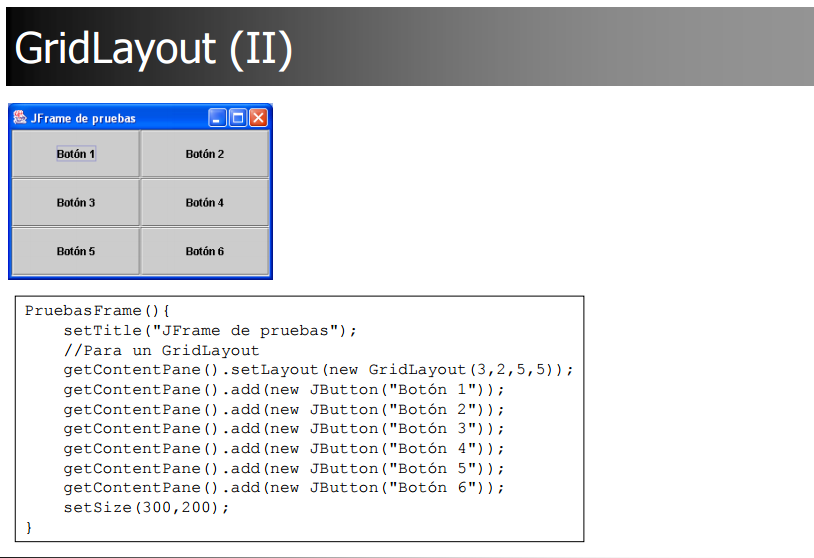 GridLayout (II)
JFrame de pruebas
Botón 1 Botón 2
Botón 3 Botón 4
Botón 5 Botón 6
PruebasFrame(){
    setTitle("JFrame de pruebas");
    //Para un GridLayout
    getContentPane().setLayout(new GridLayout(3,2,5,5));
    getContentPane().add(new JButton("Botón 1"));
    getContentPane().add(new JButton("Botón 2"));
    getContentPane().add(new JButton("Botón 3"));
    getContentPane().add(new JButton("Botón 4"));
    getContentPane().add(new JButton("Botón 5"));
    getContentPane().add(new JButton("Botón 6"));
    setSize(300,200);
}